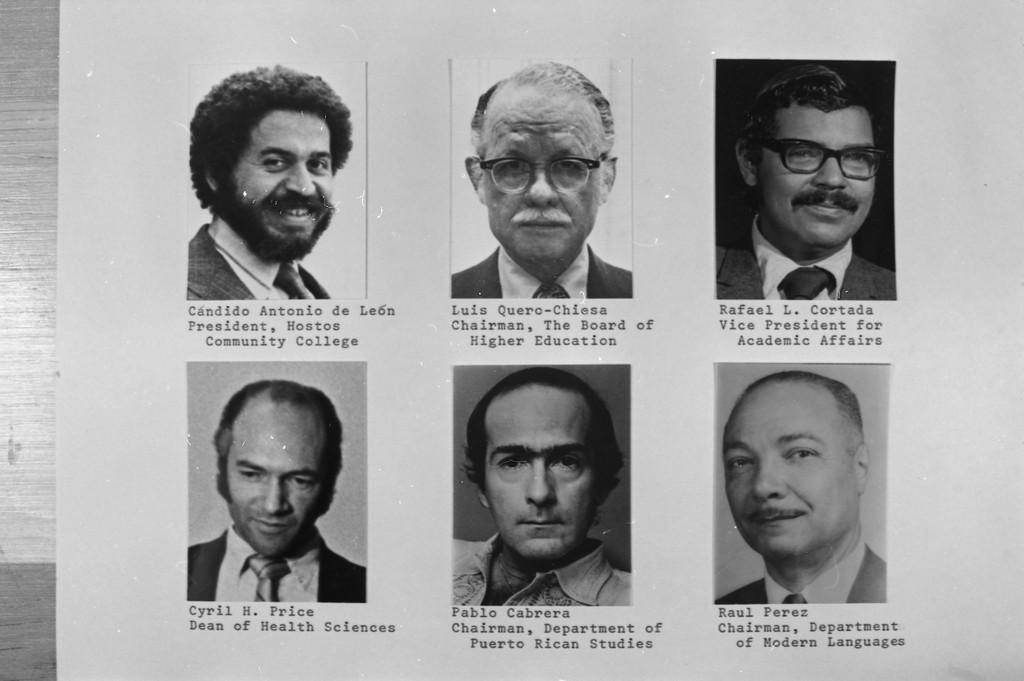 Cándido Antonio de León
President, Hostos
Community College
Luis Quero-Chiesa
Chairman, The Board of
Higher Education
Rafael L. Cortada
Vice President for
Academic Affairs
Cyril H. Price
Dean of Health Sciences
Pablo Cabrera
Chairman, Department of
Puerto Rican Studies
Raul Perez
Chairman, Department
of Modern Languages